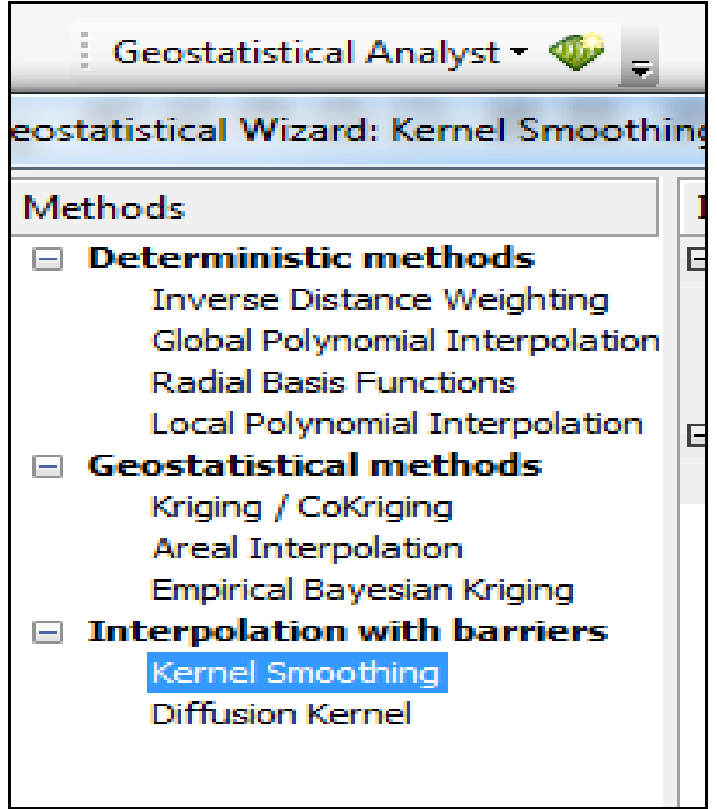 Geostatistical Analyst
eostatistical Wizard: Kernel Smoothing
Methods
Deterministic methods
Inverse Distance Weighting
Global Polynomial Interpolation
Radial Basis Functions
Local Polynomial Interpolation
Geostatistical methods
Kriging / CoKriging
Areal Interpolation
Empirical Bayesian Kriging
Interpolation with barriers
Kernel Smoothing
Diffusion Kernel